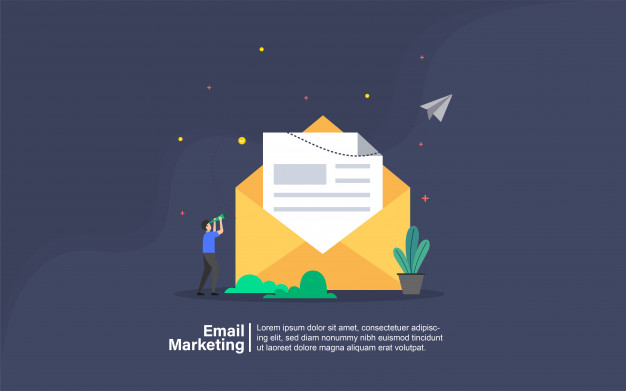 Email
Marketing
Lorem ipsum dolor sit amet, consectetuer adipisc-
ing elit, sed diam nonummy nibh euismod tincidunt
ut laoreet dolore magna aliquam erat volutpat.